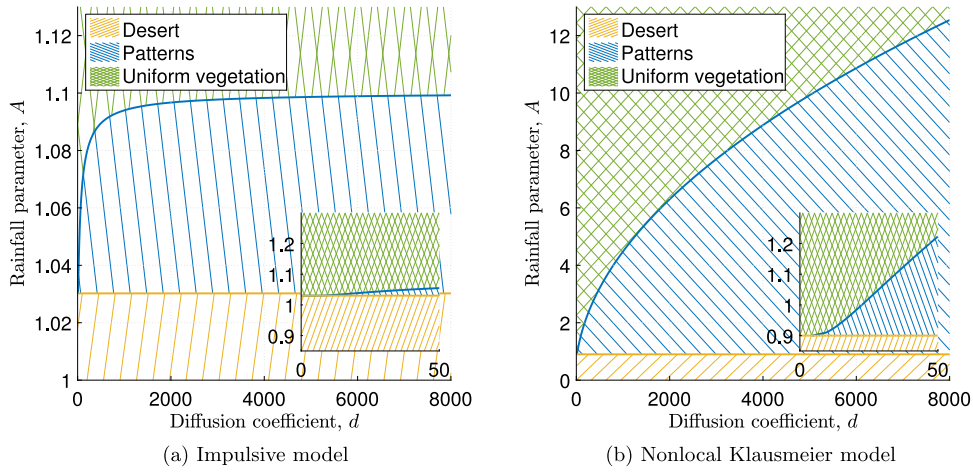 Desert
Patterns
Uniform vegetation
Rainfall parameter, A
1.12
1.1
1.08
1.06
1.04
1.02
1
1.2
1.1
1
0.9
0 50
0 2000 4000 6000 8000
Diffusion coefficient, d
(a) Impulsive model
Desert
Patterns
Uniform vegetation
Rainfall parameter, A
12
10
8
6
4
2
0
1.2
1.1
1
0.9
0 50
0 2000 4000 6000 8000
Diffusion coefficient, d
(b) Nonlocal Klausmeier model